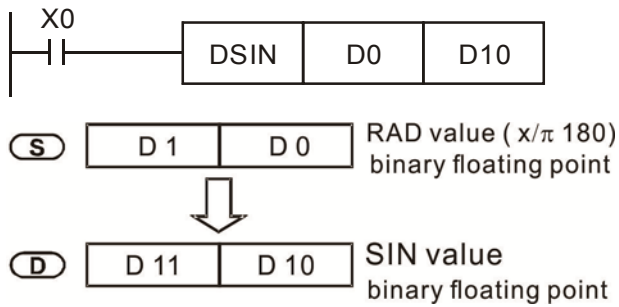 X0
DSIN D0 D10
S D 1 D 0 RAD value ( x/π 180)
binary floating point
D D 11 D 10 SIN value
binary floating point